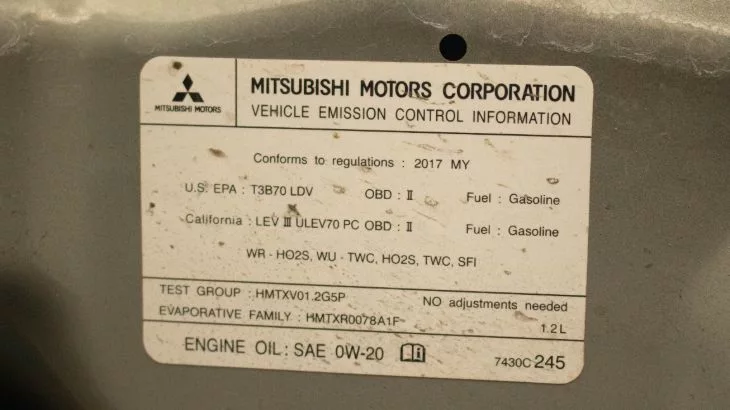 MITSUBISHI MOTORS
MITSUBISHI MOTORS CORPORATION
VEHICLE EMISSION CONTROL INFORMATION
Conforms to regulations : 2017 MY
U.S. EPA : T3B70 LDV OBD : II Fuel : Gasoline
California : LEV III ULEV70 PC OBD : II Fuel : Gasoline
WR - HO2S, WU - TWC, HO2S, TWC, SFI
TEST GROUP : HMTXV01.2G5P NO adjustments needed
EVAPORATIVE FAMILY : HMTXR0078A1F 1.2 L
ENGINE OIL : SAE 0W-20 7430C 245